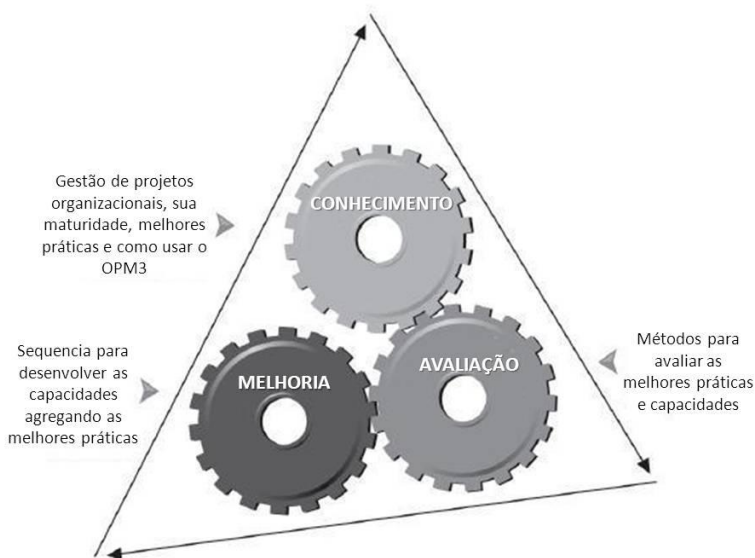 Gestão de projetos
organizacionais, sua
maturidade, melhores
práticas e como usar o
OPM3
CONHECIMENTO
Sequencia para
desenvolver as
capacidades
agregando as
melhores práticas
MELHORIA
AVALIAÇÃO
Métodos para
avaliar as
melhores práticas
e capacidades